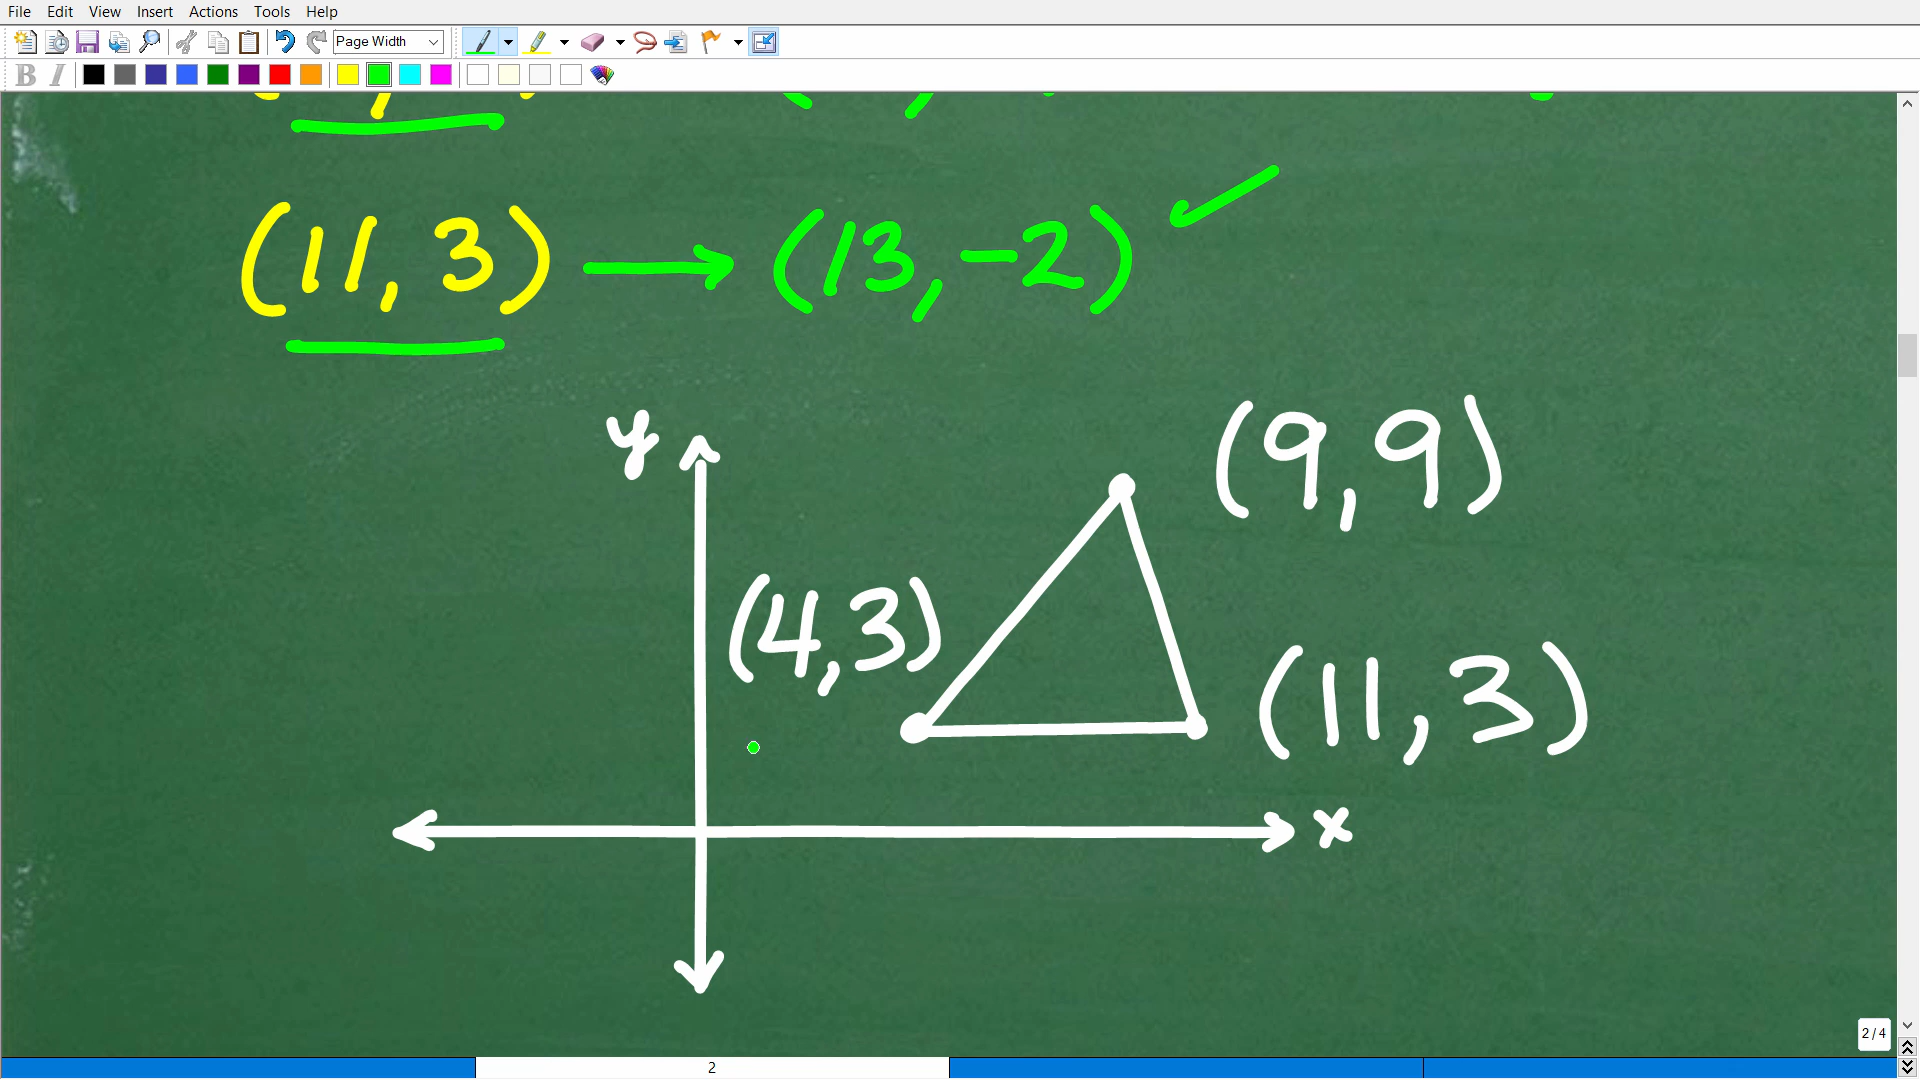 File Edit View Insert Actions Tools Help
Page Width
B I
(11, 3) → (13, -2) ✓
y
(9, 9)
(4, 3)
(11, 3)
x
2 / 4
2